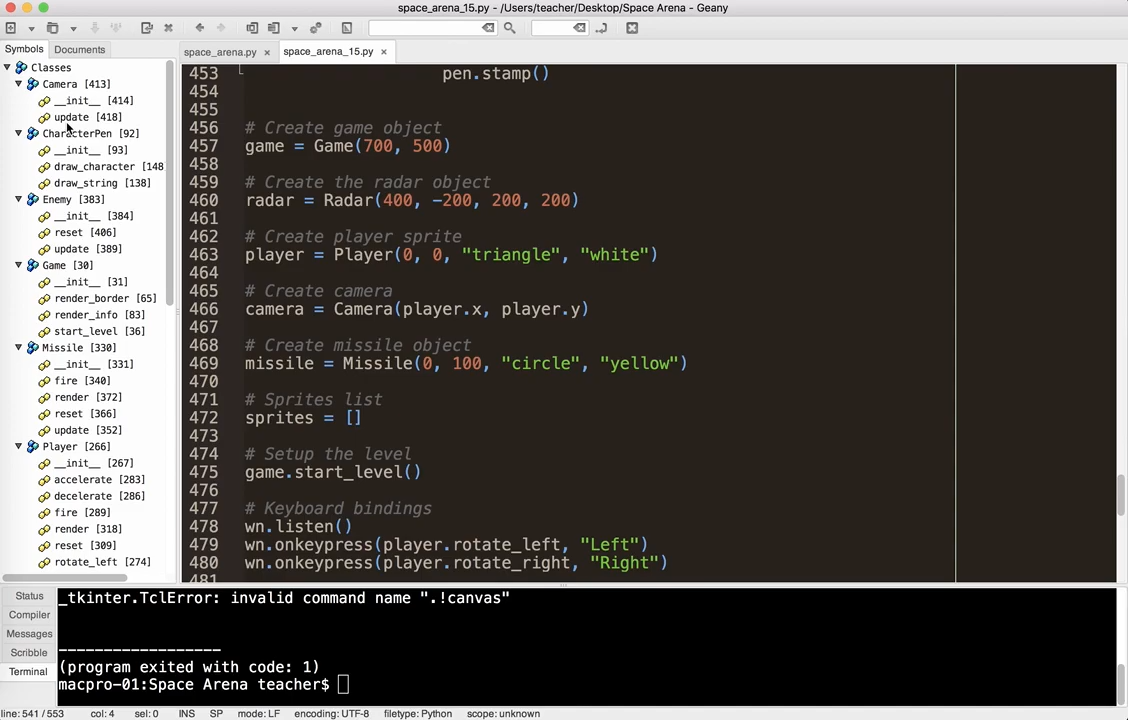 space_arena_15.py - /Users/teacher/Desktop/Space Arena - Geany
Symbols
Documents
space_arena.py
space_arena_15.py
Classes
Camera [413]
__init__ [414]
update [418]
CharacterPen [92]
__init__ [93]
draw_character [148
draw_string [138]
Enemy [383]
__init__ [384]
reset [406]
update [389]
Game [30]
__init__ [31]
render_border [65]
render_info [83]
start_level [36]
Missile [330]
__init__ [331]
fire [340]
render [372]
reset [366]
update [352]
Player [266]
__init__ [267]
accelerate [283]
decelerate [286]
fire [289]
render [318]
reset [309]
rotate_left [274]
453 pen.stamp()
454
455
456 # Create game object
457 game = Game(700, 500)
458
459 # Create the radar object
460 radar = Radar(400, -200, 200, 200)
461
462 # Create player sprite
463 player = Player(0, 0, "triangle", "white")
464
465 # Create camera
466 camera = Camera(player.x, player.y)
467
468 # Create missile object
469 missile = Missile(0, 100, "circle", "yellow")
470
471 # Sprites list
472 sprites = []
473
474 # Setup the level
475 game.start_level()
476
477 # Keyboard bindings
478 wn.listen()
479 wn.onkeypress(player.rotate_left, "Left")
480 wn.onkeypress(player.rotate_right, "Right")
481
Status
Compiler
Messages
Scribble
Terminal
_tkinter.TclError: invalid command name ".!canvas"
------------------
(program exited with code: 1)
macpro-01:Space Arena teacher$
line: 541 / 553 col: 4 sel: 0 INS SP mode: LF encoding: UTF-8 filetype: Python scope: unknown